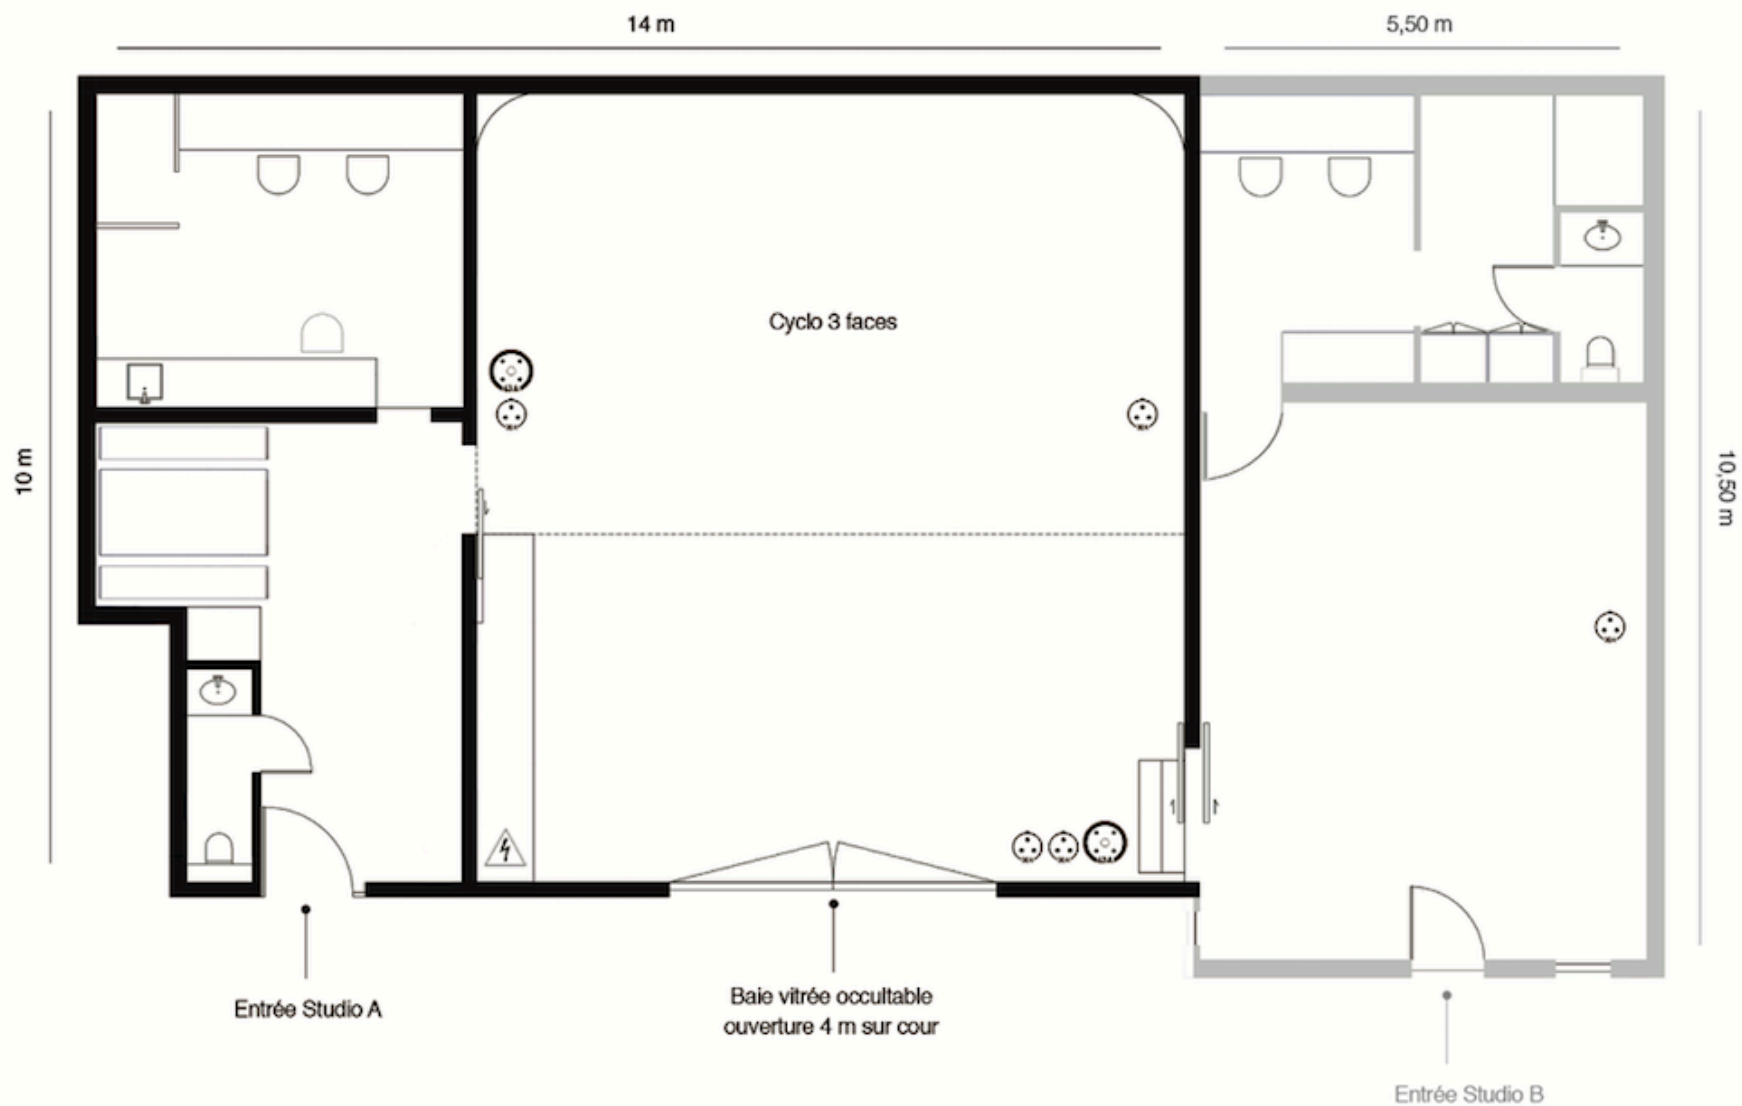 14 m
5,50 m
10 m
Cyclo 3 faces
10,50 m
Entrée Studio A
Baie vitrée occultable
ouverture 4 m sur cour
Entrée Studio B